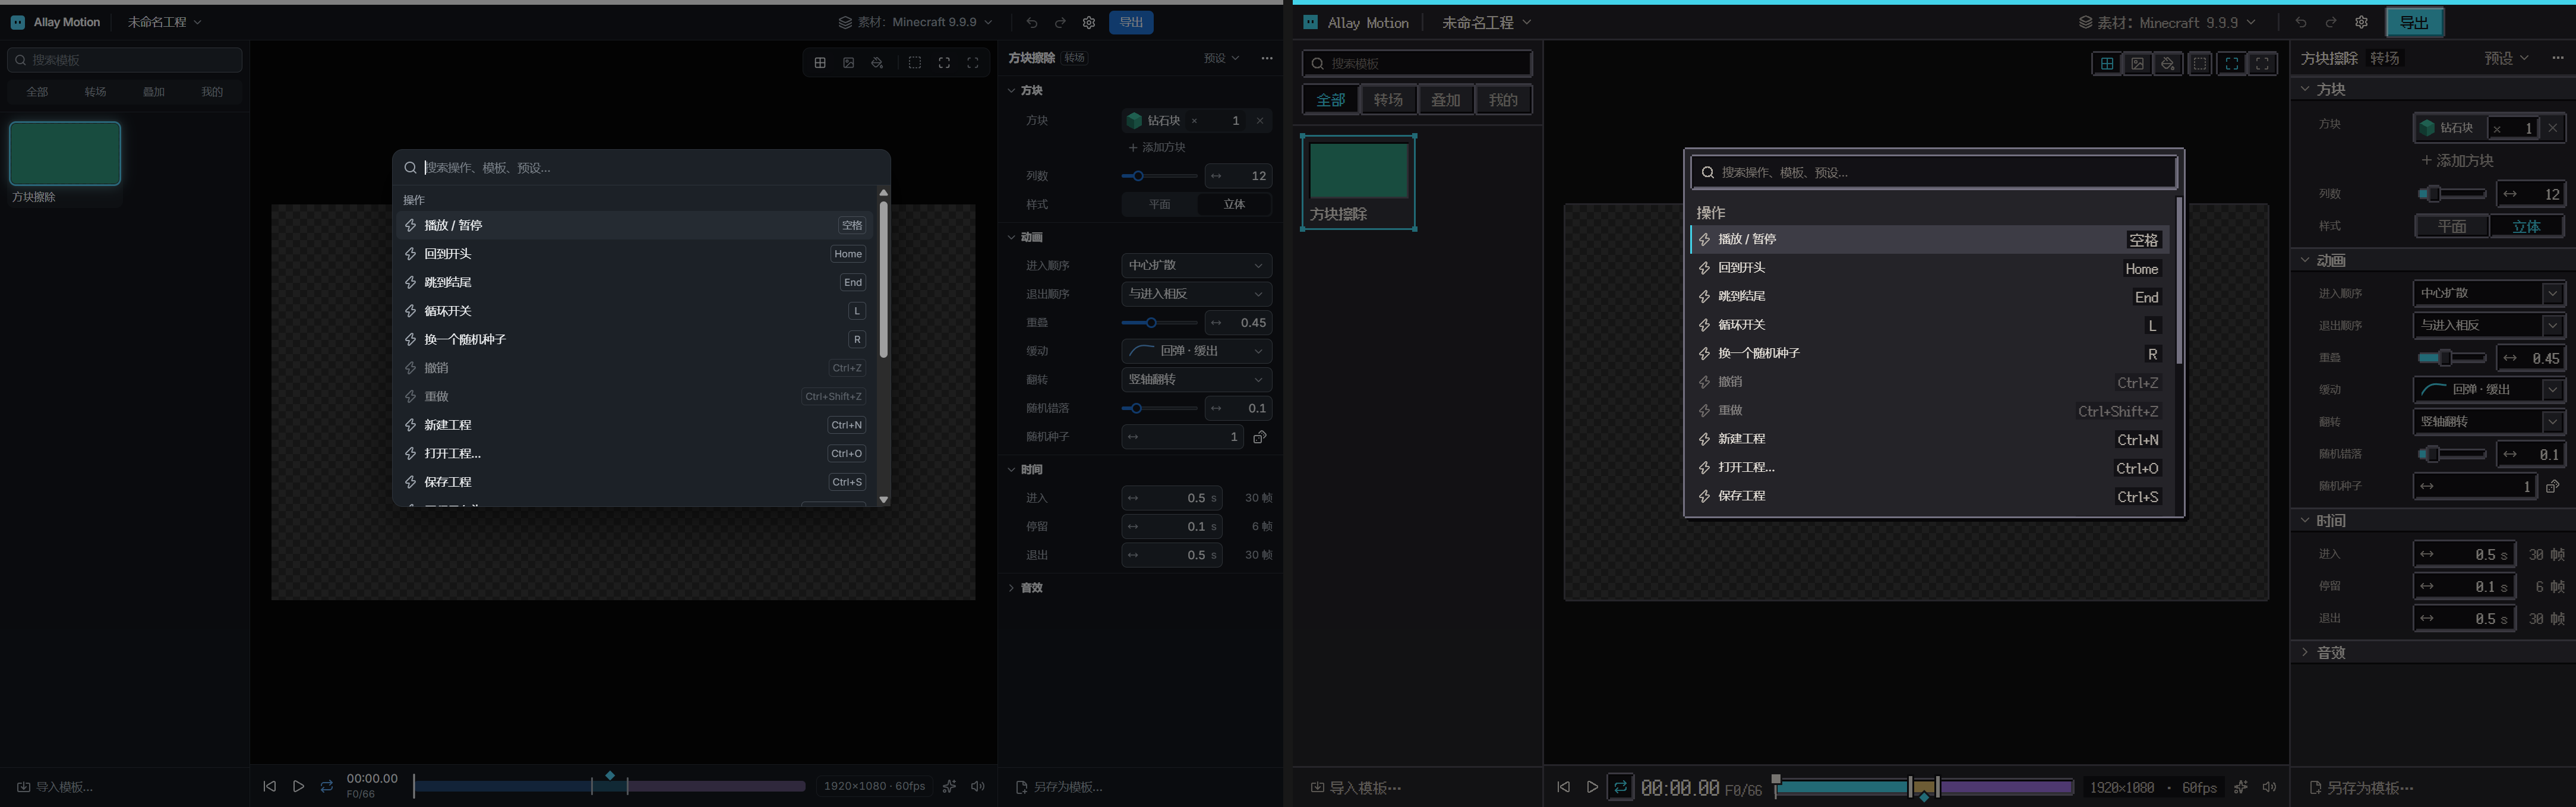 Allay Motion
未命名工程
素材：Minecraft 9.9.9
导出
搜索模板
全部 转场 叠加 我的
方块擦除
导入模板...
搜索操作、模板、预设...
操作
播放 / 暂停 空格
回到开头 Home
跳到结尾 End
循环开关 L
换一个随机种子 R
撤销 Ctrl+Z
重做 Ctrl+Shift+Z
新建工程 Ctrl+N
打开工程... Ctrl+O
保存工程 Ctrl+S
00:00.00
F0/66
1920×1080 · 60fps
方块擦除 转场 预设
方块
方块 钻石块 × 1
添加方块
列数 12
样式 平面 立体
动画
进入顺序 中心扩散
退出顺序 与进入相反
重叠 0.45
缓动 回弹 · 缓出
翻转 竖轴翻转
随机错落 0.1
随机种子 1
时间
进入 0.5 s 30 帧
停留 0.1 s 6 帧
退出 0.5 s 30 帧
音效
另存为模板...
Allay Motion
未命名工程
素材：Minecraft 9.9.9
导出
搜索模板
全部 转场 叠加 我的
方块擦除
导入模板...
搜索操作、模板、预设...
操作
播放 / 暂停 空格
回到开头 Home
跳到结尾 End
循环开关 L
换一个随机种子 R
撤销 Ctrl+Z
重做 Ctrl+Shift+Z
新建工程 Ctrl+N
打开工程... Ctrl+O
保存工程 Ctrl+S
00:00.00 F0/66
1920×1080 · 60fps
方块擦除 转场 预设
方块
方块 钻石块 × 1
添加方块
列数 12
样式 平面 立体
动画
进入顺序 中心扩散
退出顺序 与进入相反
重叠 0.45
缓动 回弹 · 缓出
翻转 竖轴翻转
随机错落 0.1
随机种子 1
时间
进入 0.5 s 30 帧
停留 0.1 s 6 帧
退出 0.5 s 30 帧
音效
另存为模板...